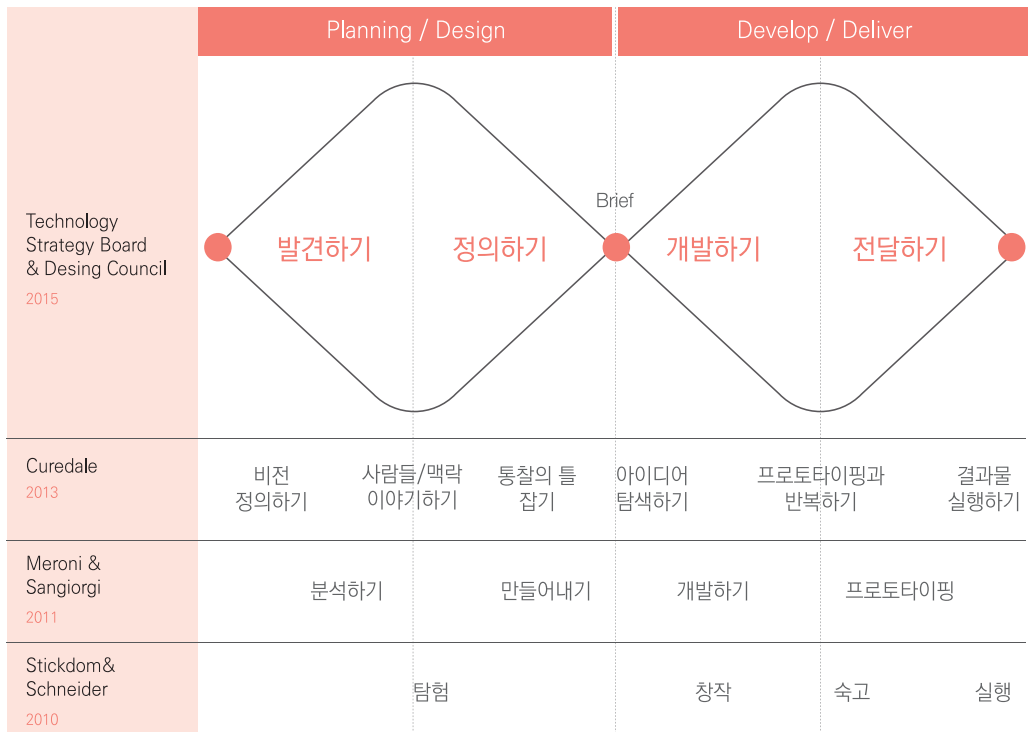 Planning / Design
Develop / Deliver
Technology
Strategy Board
& Desing Council
2015
Brief
발견하기
정의하기
개발하기
전달하기
Curedale
2013
비전
정의하기
사람들/맥락
이야기하기
통찰의 틀
잡기
아이디어
탐색하기
프로토타이핑과
반복하기
결과물
실행하기
Meroni &
Sangiorgi
2011
분석하기
만들어내기
개발하기
프로토타이핑
Stickdom&
Schneider
2010
탐험
창작
숙고
실행